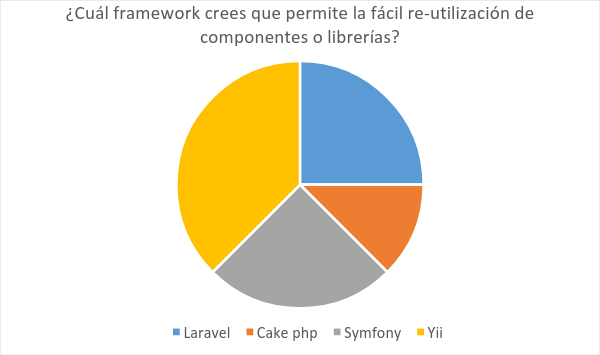 ¿Cuál framework crees que permite la fácil re-utilización de
componentes o librerías?
Laravel Cake php Symfony Yii